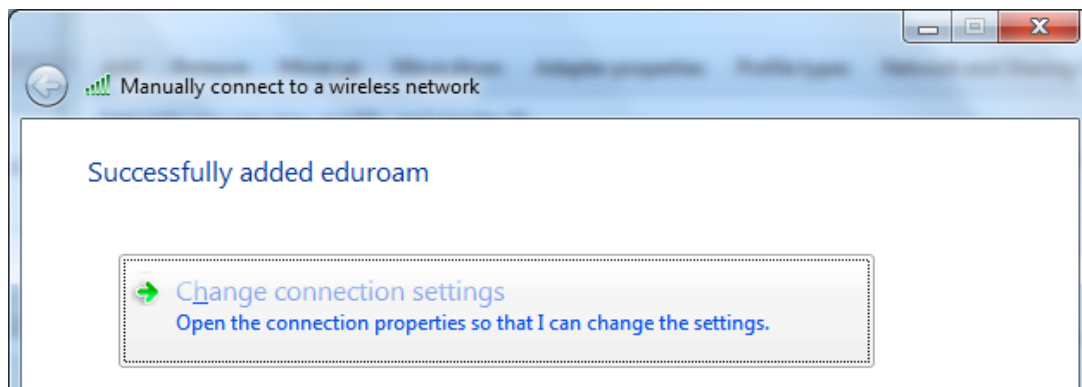 Manually connect to a wireless network
Successfully added eduroam
Change connection settings
Open the connection properties so that I can change the settings.